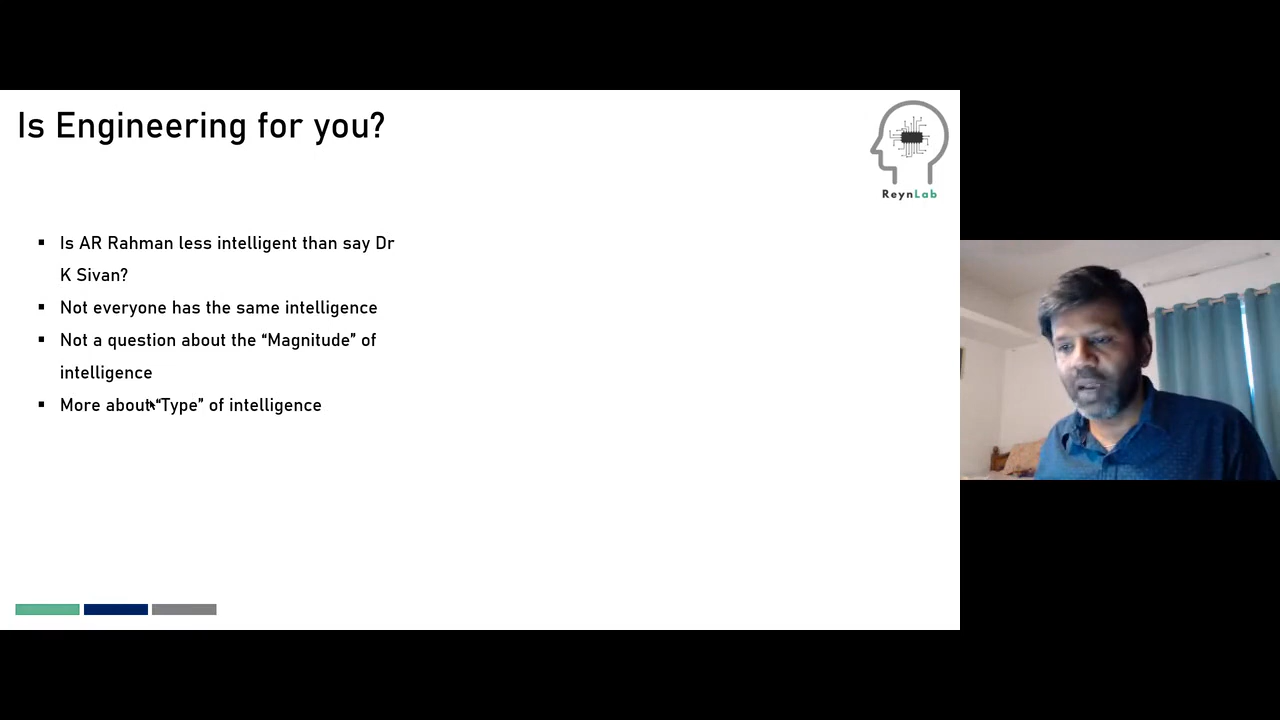 Is Engineering for you?
ReynLab
▪ Is AR Rahman less intelligent than say Dr
K Sivan?
▪ Not everyone has the same intelligence
▪ Not a question about the “Magnitude” of
intelligence
▪ More about “Type” of intelligence